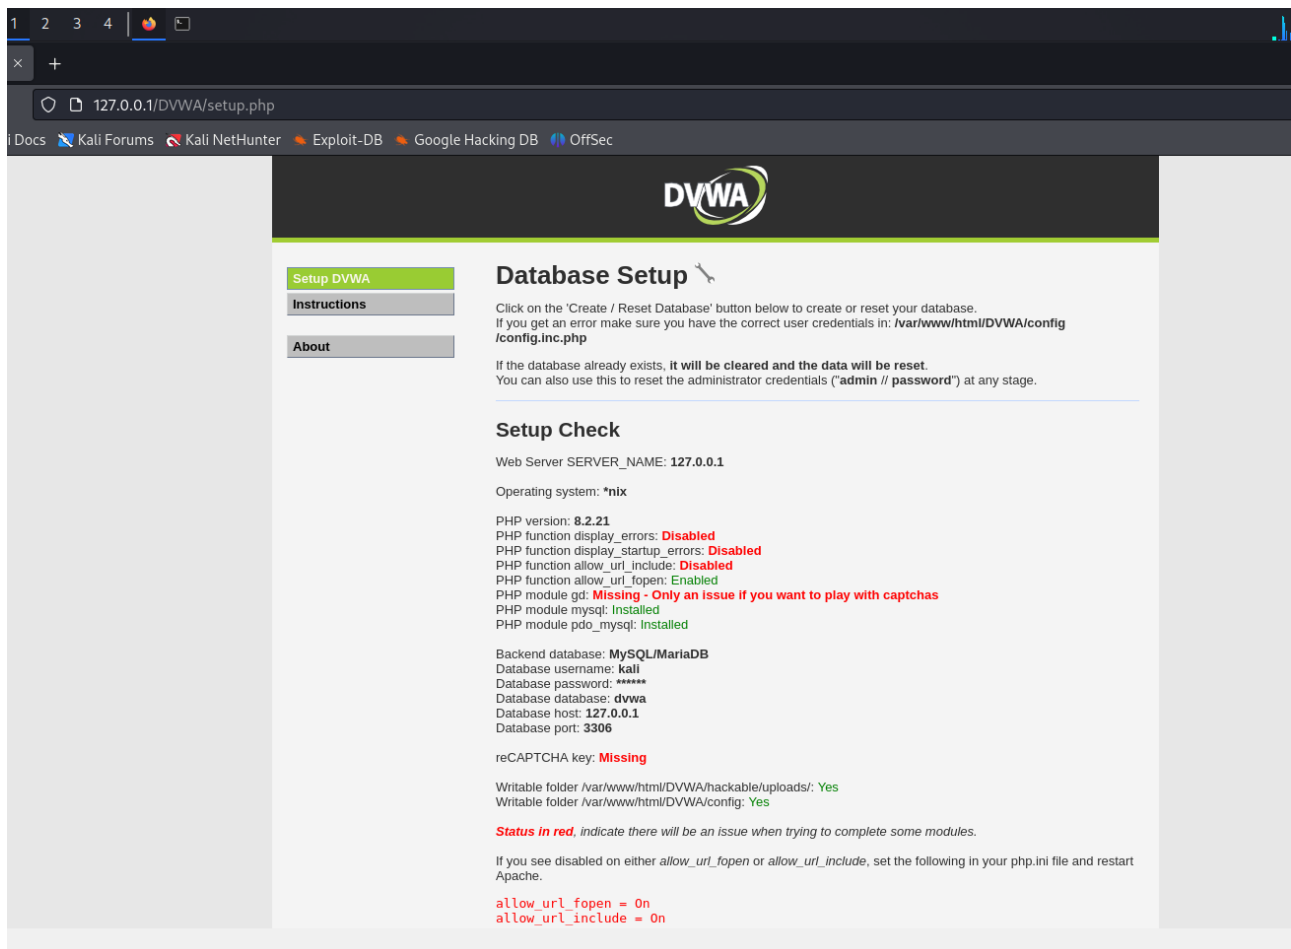 1 2 3 4
127.0.0.1/DVWA/setup.php
i Docs Kali Forums Kali NetHunter Exploit-DB Google Hacking DB OffSec
DVWA
Setup DVWA
Instructions
About
Database Setup
Click on the 'Create / Reset Database' button below to create or reset your database.
If you get an error make sure you have the correct user credentials in: /var/www/html/DVWA/config
/config.inc.php
If the database already exists, it will be cleared and the data will be reset.
You can also use this to reset the administrator credentials ("admin // password") at any stage.
Setup Check
Web Server SERVER_NAME: 127.0.0.1
Operating system: *nix
PHP version: 8.2.21
PHP function display_errors: Disabled
PHP function display_startup_errors: Disabled
PHP function allow_url_include: Disabled
PHP function allow_url_fopen: Enabled
PHP module gd: Missing - Only an issue if you want to play with captchas
PHP module mysql: Installed
PHP module pdo_mysql: Installed
Backend database: MySQL/MariaDB
Database username: kali
Database password: ******
Database database: dvwa
Database host: 127.0.0.1
Database port: 3306
reCAPTCHA key: Missing
Writable folder /var/www/html/DVWA/hackable/uploads/: Yes
Writable folder /var/www/html/DVWA/config: Yes
Status in red, indicate there will be an issue when trying to complete some modules.
If you see disabled on either allow_url_fopen or allow_url_include, set the following in your php.ini file and restart
Apache.
allow_url_fopen = On
allow_url_include = On